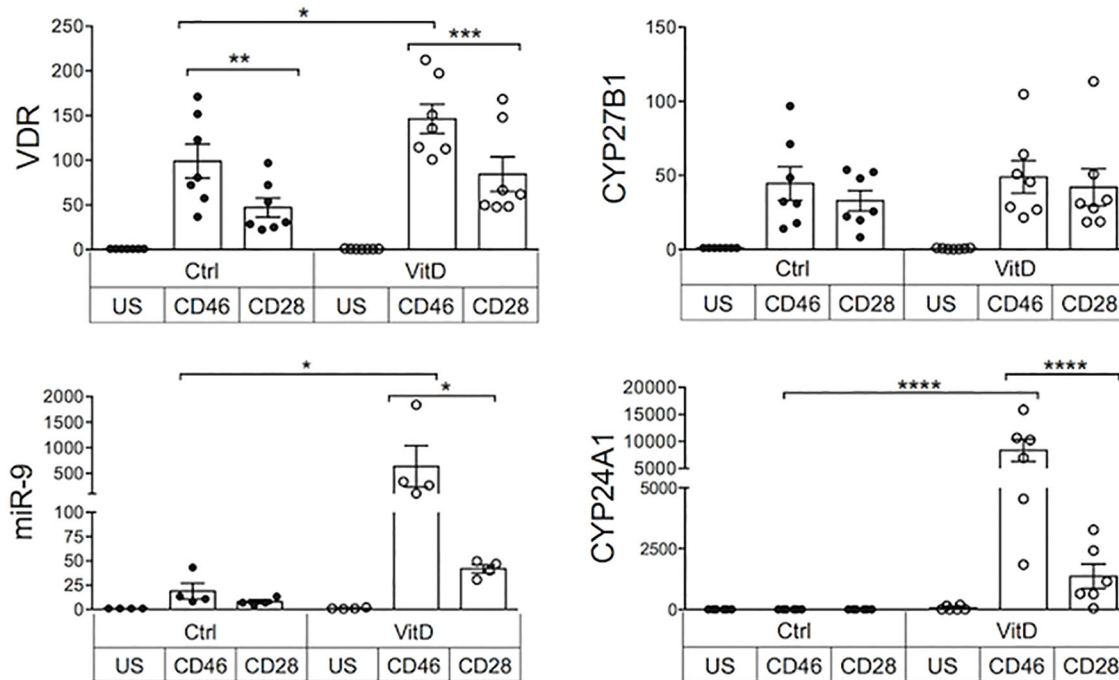 VDR
250
200
150
100
50
0
*
**
***
Ctrl VitD
US CD46 CD28 US CD46 CD28
CYP27B1
150
100
50
0
Ctrl VitD
US CD46 CD28 US CD46 CD28
miR-9
2000
1500
1000
500
100
75
50
25
0
*
*
Ctrl VitD
US CD46 CD28 US CD46 CD28
CYP24A1
20000
15000
10000
5000
5000
2500
0
****
****
Ctrl VitD
US CD46 CD28 US CD46 CD28